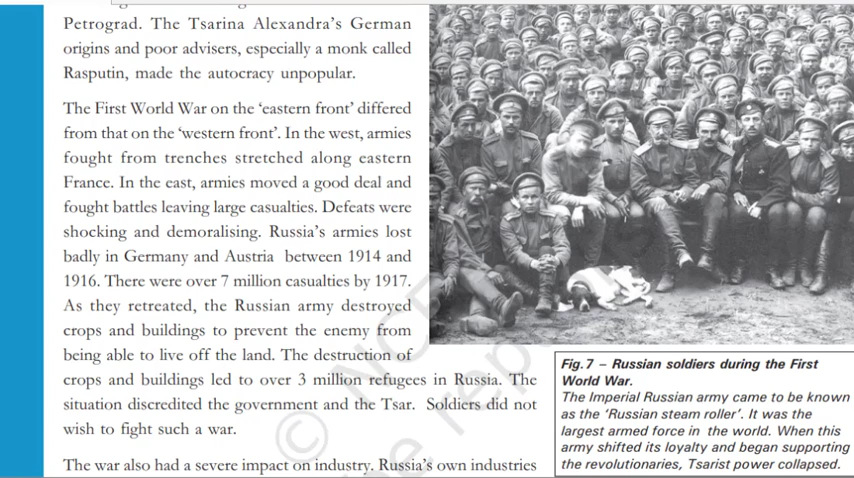 Petrograd. The Tsarina Alexandra's German
origins and poor advisers, especially a monk called
Rasputin, made the autocracy unpopular.
The First World War on the 'eastern front' differed
from that on the 'western front'. In the west, armies
fought from trenches stretched along eastern
France. In the east, armies moved a good deal and
fought battles leaving large casualties. Defeats were
shocking and demoralising. Russia's armies lost
badly in Germany and Austria between 1914 and
1916. There were over 7 million casualties by 1917.
As they retreated, the Russian army destroyed
crops and buildings to prevent the enemy from
being able to live off the land. The destruction of
crops and buildings led to over 3 million refugees in Russia. The
situation discredited the government and the Tsar. Soldiers did not
wish to fight such a war.
The war also had a severe impact on industry. Russia's own industries
Fig.7 – Russian soldiers during the First
World War.
The Imperial Russian army came to be known
as the 'Russian steam roller'. It was the
largest armed force in the world. When this
army shifted its loyalty and began supporting
the revolutionaries, Tsarist power collapsed.